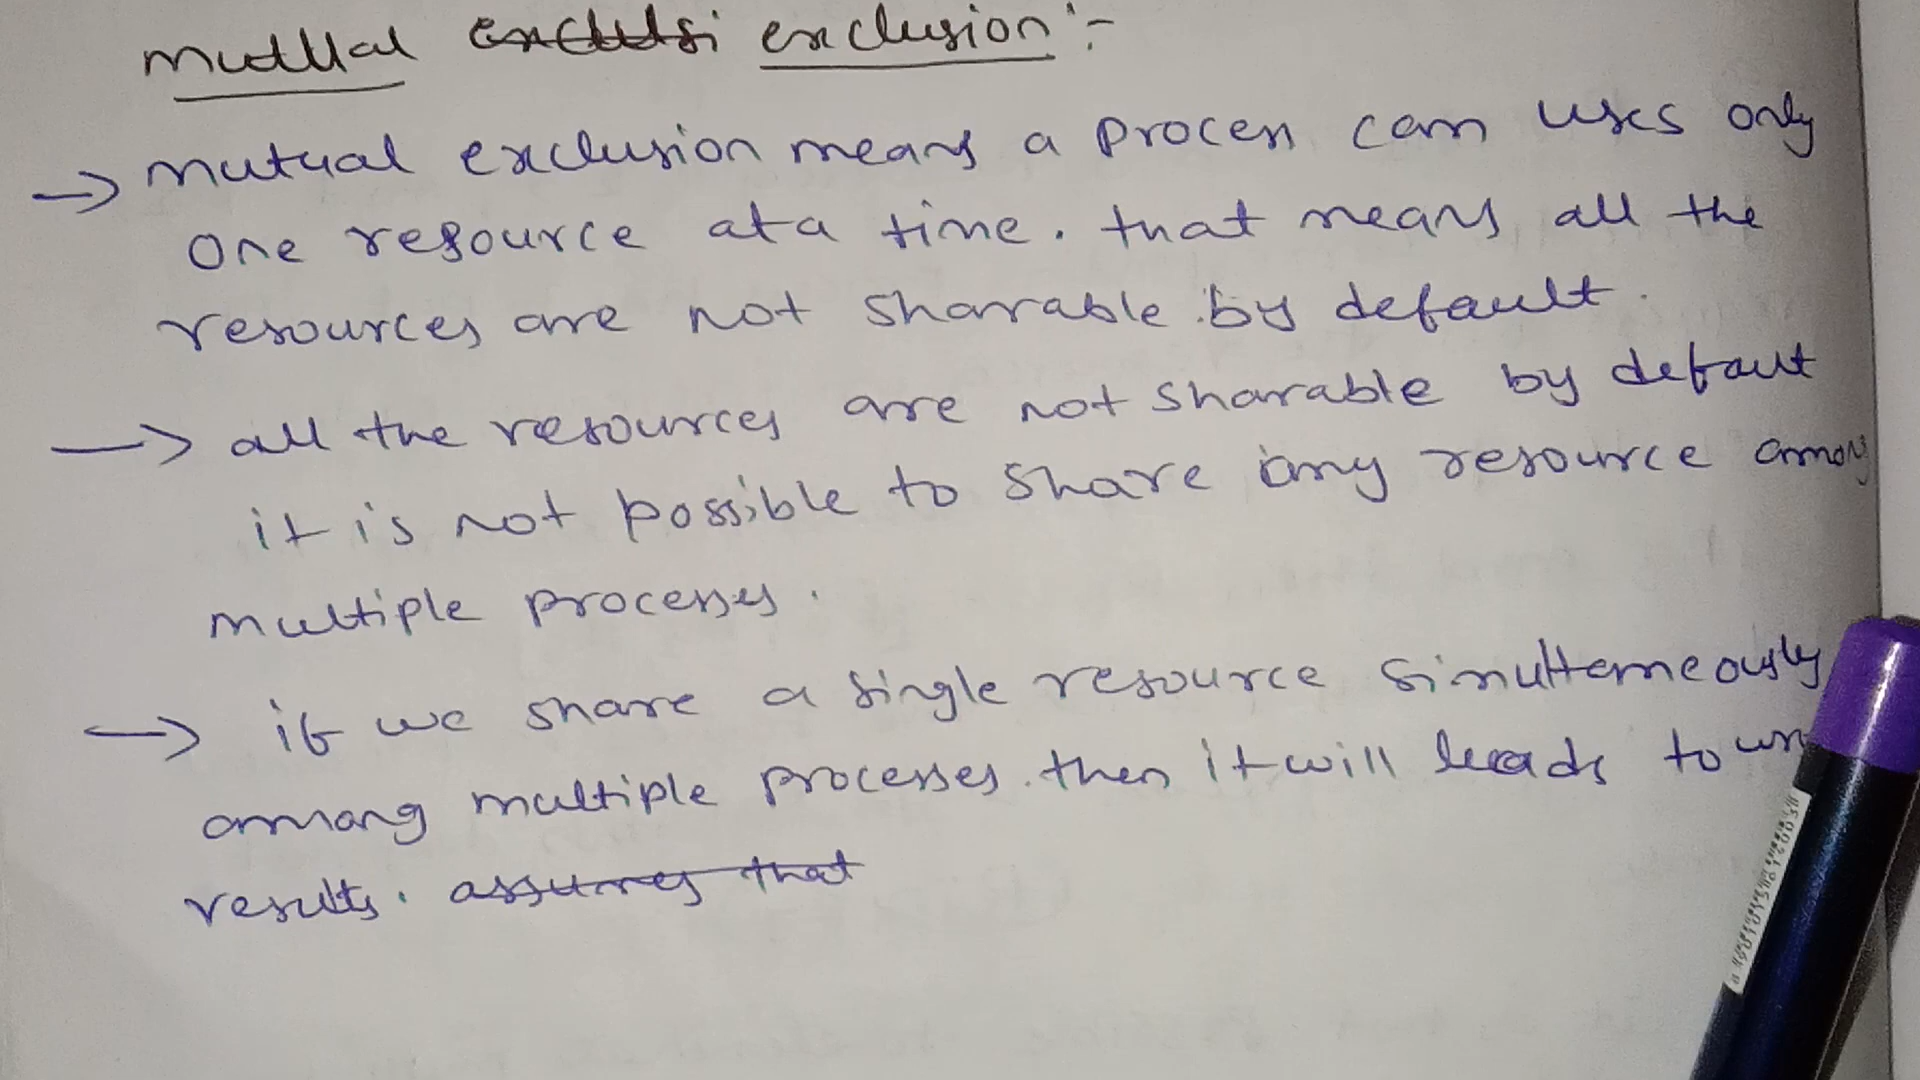 mutual exclusi exclusion :-
→ mutual exclusion means a process can uses only
one resource at a time. that means all the
resources are not sharable by default.
→ all the resources are not sharable by default
it is not possible to share any resource among
multiple processes.
→ if we share a single resource simultaneously
among multiple processes. then it will leads to
results. assumes that